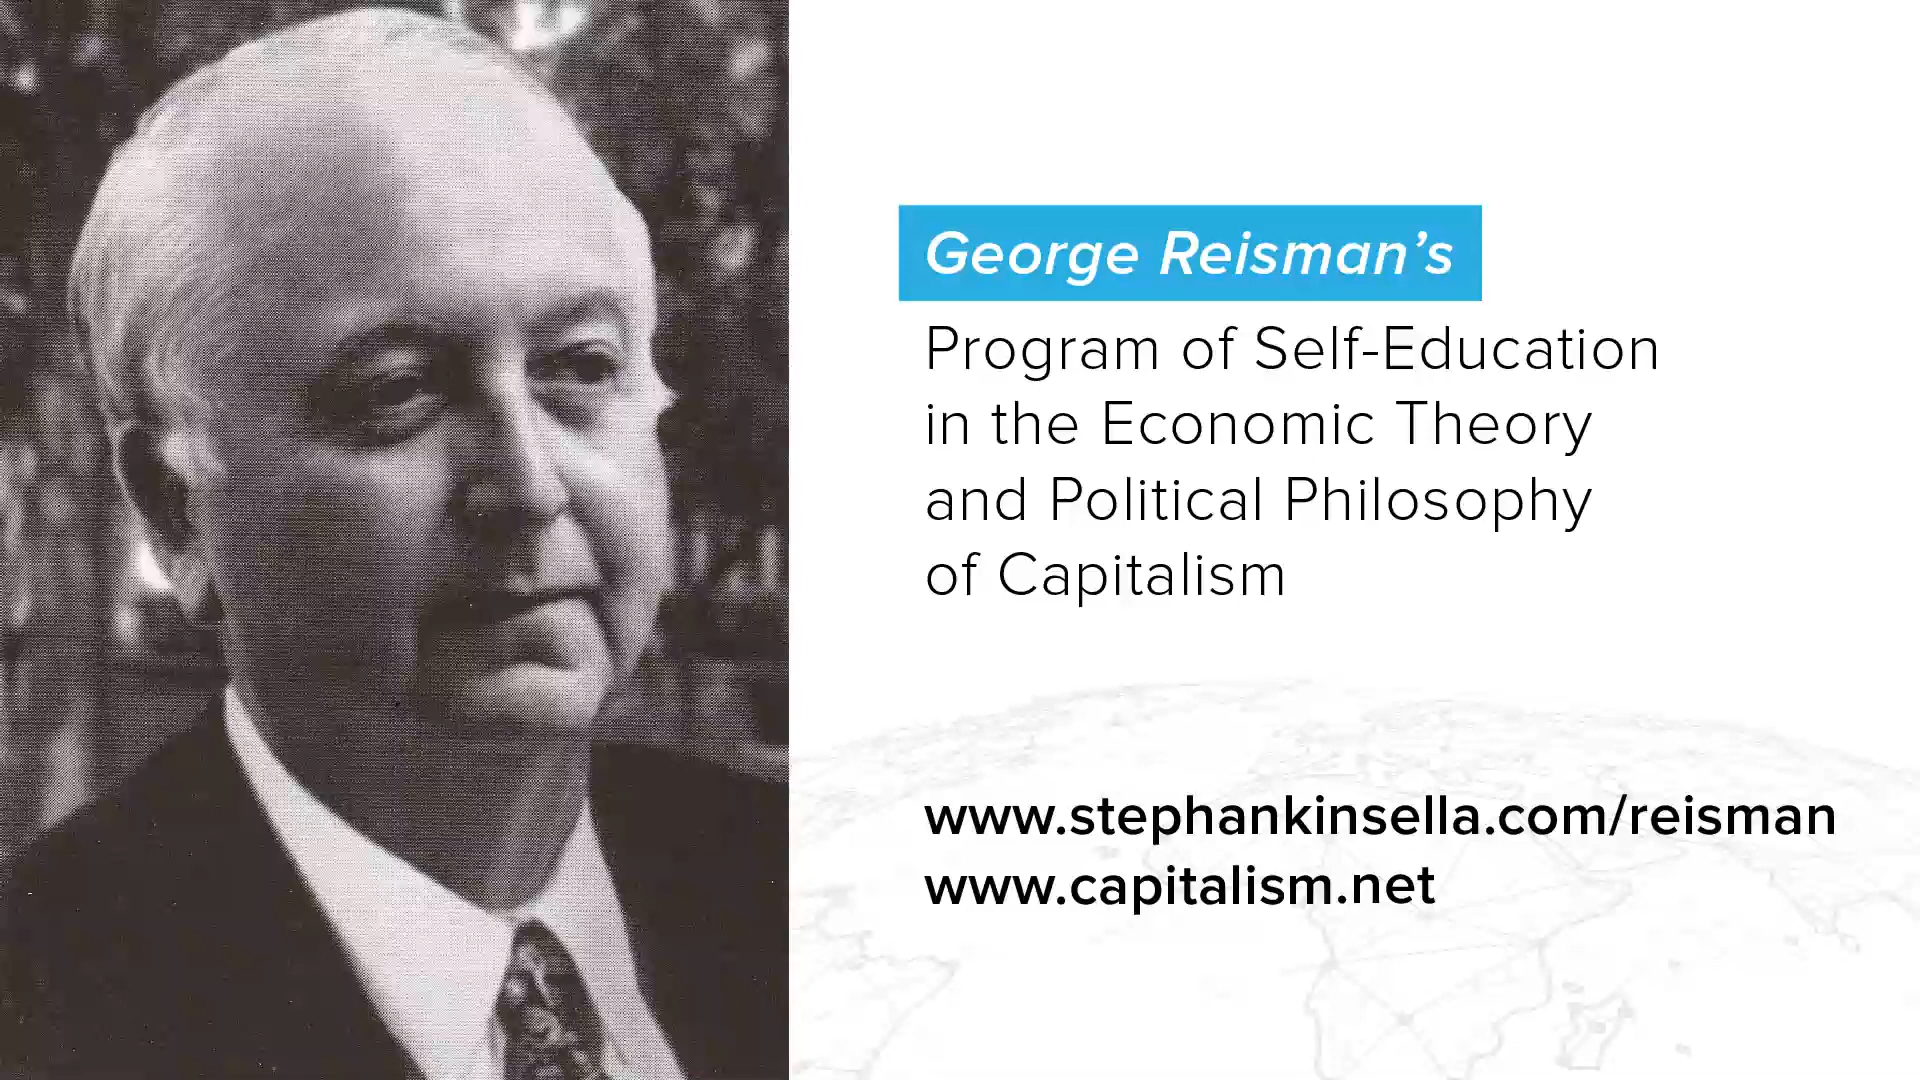 George Reisman’s
Program of Self-Education
in the Economic Theory
and Political Philosophy
of Capitalism
www.stephankinsella.com/reisman
www.capitalism.net